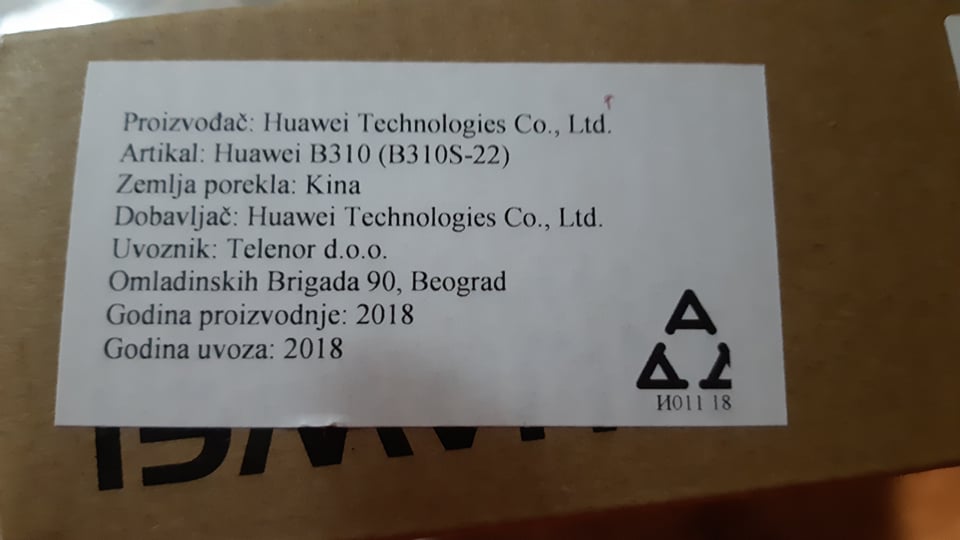 Proizvođač: Huawei Technologies Co., Ltd.
Artikal: Huawei B310 (B310S-22)
Zemlja porekla: Kina
Dobavljač: Huawei Technologies Co., Ltd.
Uvoznik: Telenor d.o.o.
Omladinskih Brigada 90, Beograd
Godina proizvodnje: 2018
Godina uvoza: 2018
A
A A
И011 18